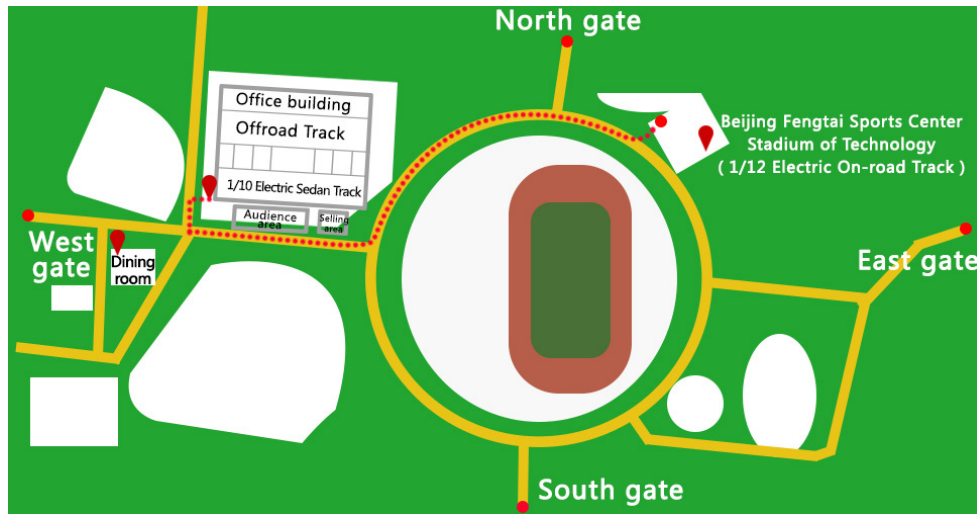 North gate
Office building
Offroad Track
1/10 Electric Sedan Track
Audience
area
Selling
area
Beijing Fengtai Sports Center
Stadium of Technology
( 1/12 Electric On-road Track )
West
gate
Dining
room
East gate
South gate